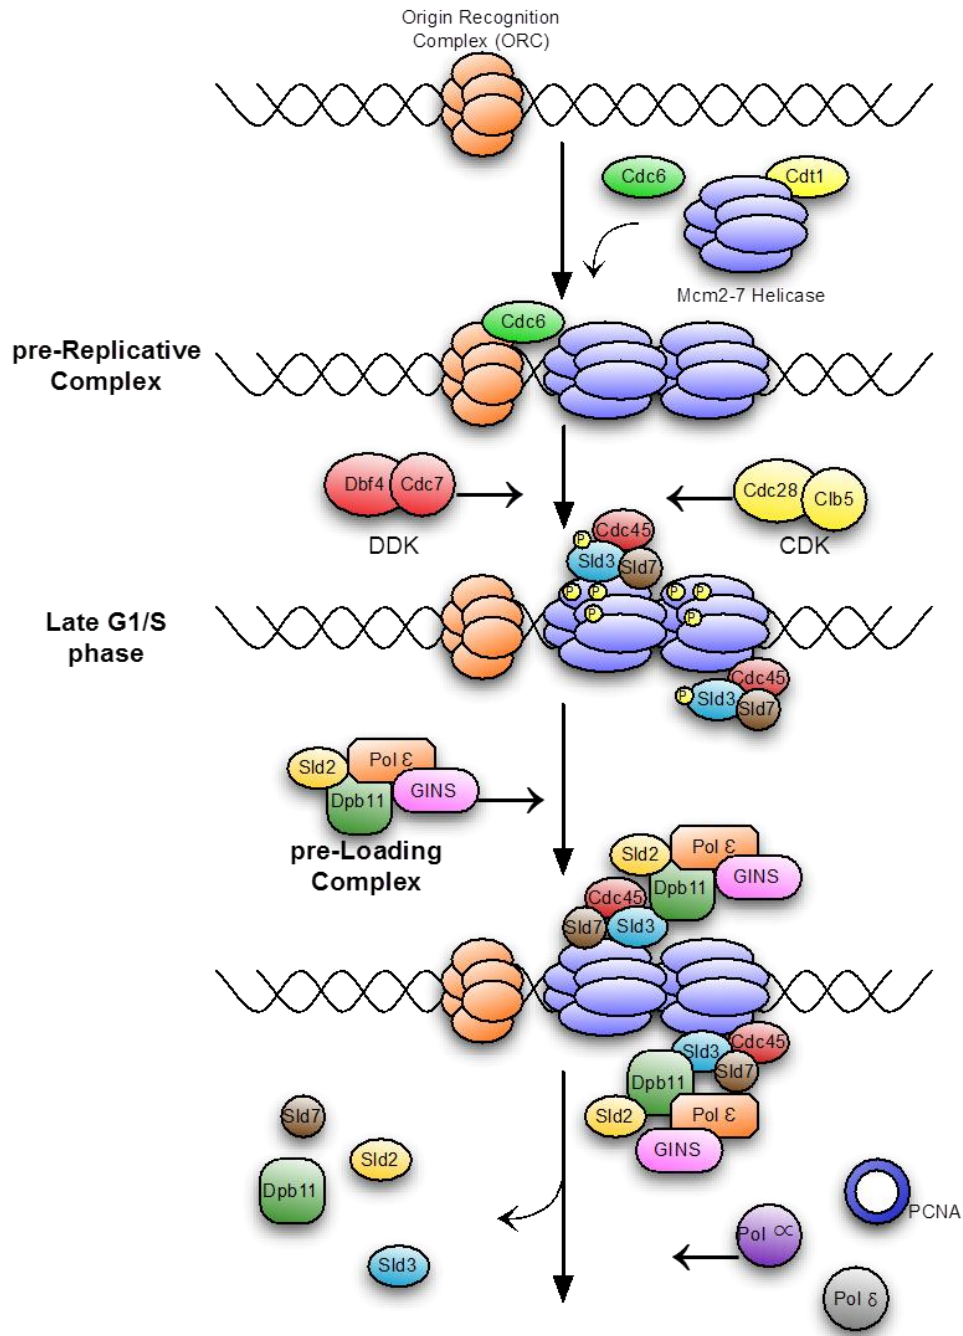 Origin Recognition
Complex (ORC)
Cdc6
Cdt1
Mcm2-7 Helicase
Cdc6
pre-Replicative
Complex
Dbf4
Cdc7
DDK
Cdc28
Clb5
CDK
P
Cdc45
Sld3
Sld7
P
P
P
P
P
P
Late G1/S
phase
Cdc45
P
Sld3
Sld7
Sld2
Pol ε
Dpb11
GINS
pre-Loading
Complex
Sld2
Pol ε
Dpb11
GINS
Cdc45
Sld7
Sld3
Sld3
Cdc45
Sld7
Dpb11
Sld2
Pol ε
GINS
Sld7
Sld2
Dpb11
Sld3
PCNA
Pol ∝
Pol δ